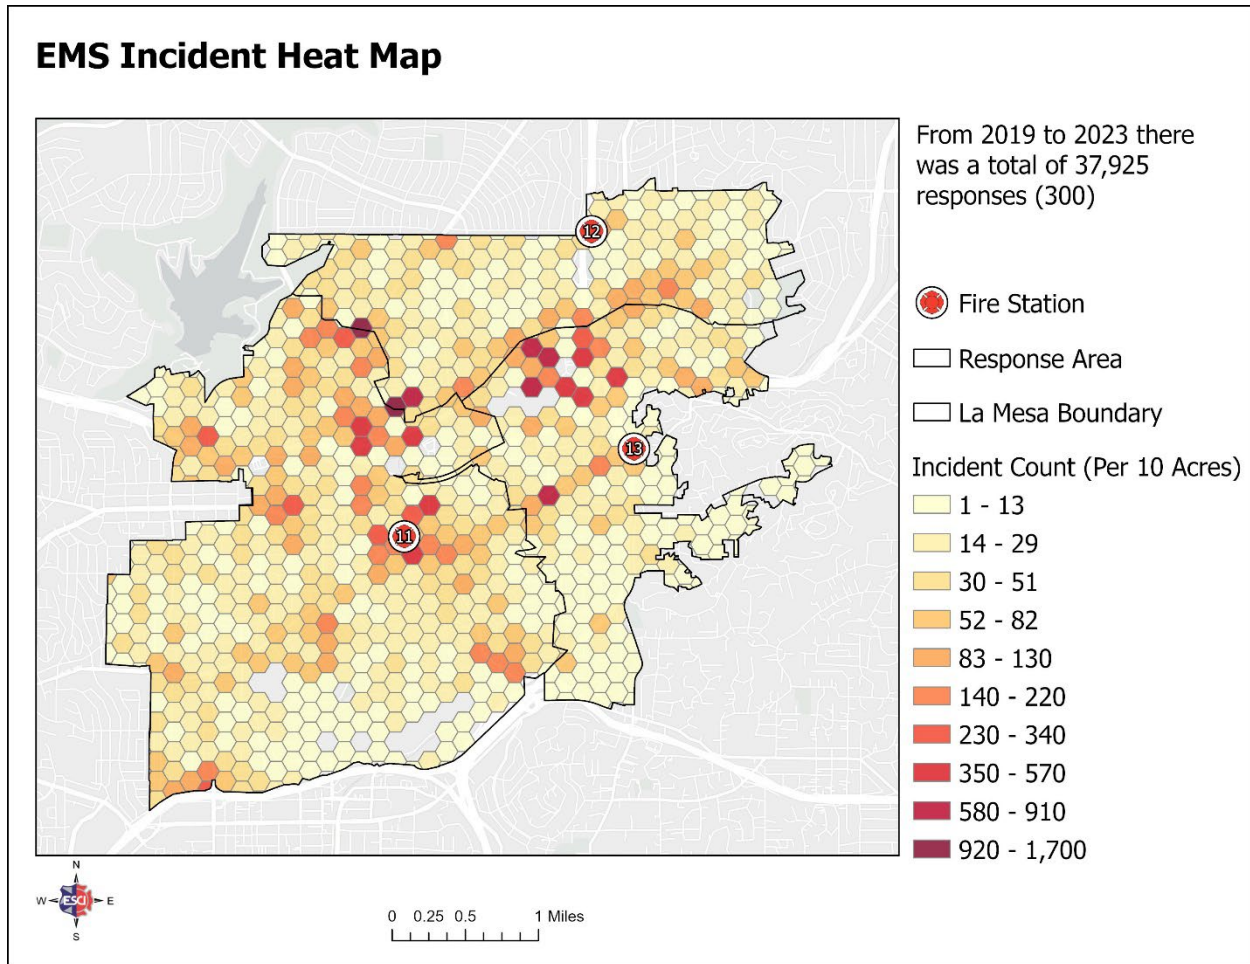 EMS Incident Heat Map
From 2019 to 2023 there
was a total of 37,925
responses (300)
12
13
11
Fire Station
Response Area
La Mesa Boundary
Incident Count (Per 10 Acres)
1 - 13
14 - 29
30 - 51
52 - 82
83 - 130
140 - 220
230 - 340
350 - 570
580 - 910
920 - 1,700
N
W ESCI E
S
0 0.25 0.5 1 Miles